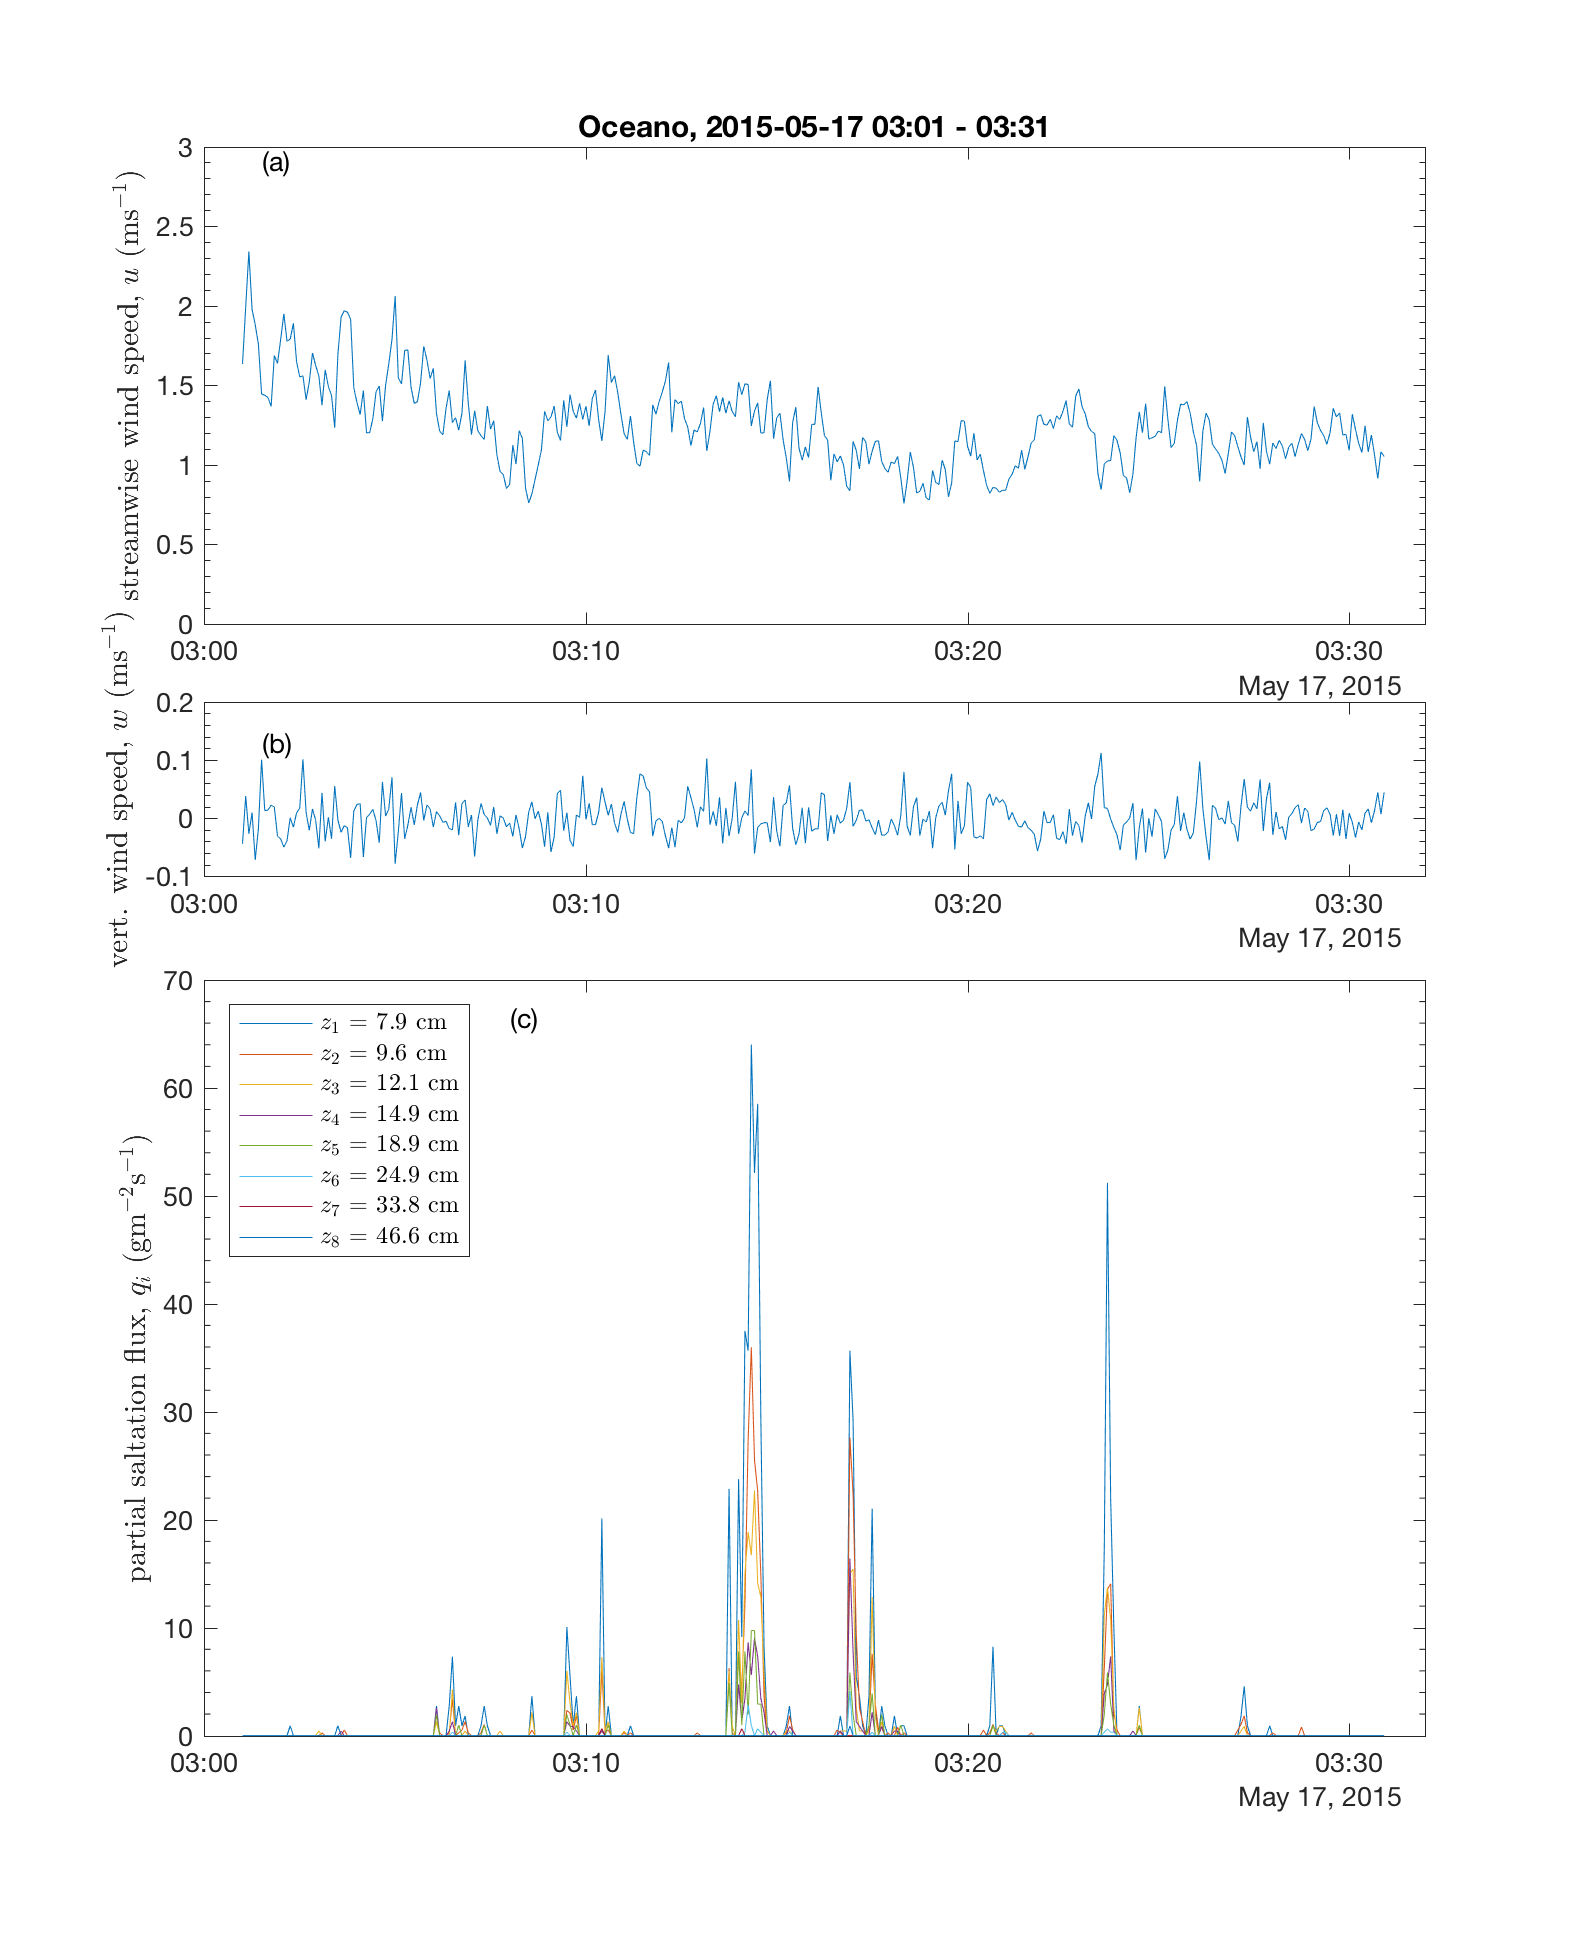 Oceano, 2015-05-17 03:01 - 03:31
(a)
streamwise wind speed, u (ms⁻¹)
3
2.5
2
1.5
1
0.5
0
03:00 03:10 03:20 03:30
May 17, 2015
(b)
vert. wind speed, w (ms⁻¹)
0.2
0.1
0
-0.1
03:00 03:10 03:20 03:30
May 17, 2015
(c)
partial saltation flux, qᵢ (gm⁻²s⁻¹)
70
60
50
40
30
20
10
0
z₁ = 7.9 cm
z₂ = 9.6 cm
z₃ = 12.1 cm
z₄ = 14.9 cm
z₅ = 18.9 cm
z₆ = 24.9 cm
z₇ = 33.8 cm
z₈ = 46.6 cm
03:00 03:10 03:20 03:30
May 17, 2015